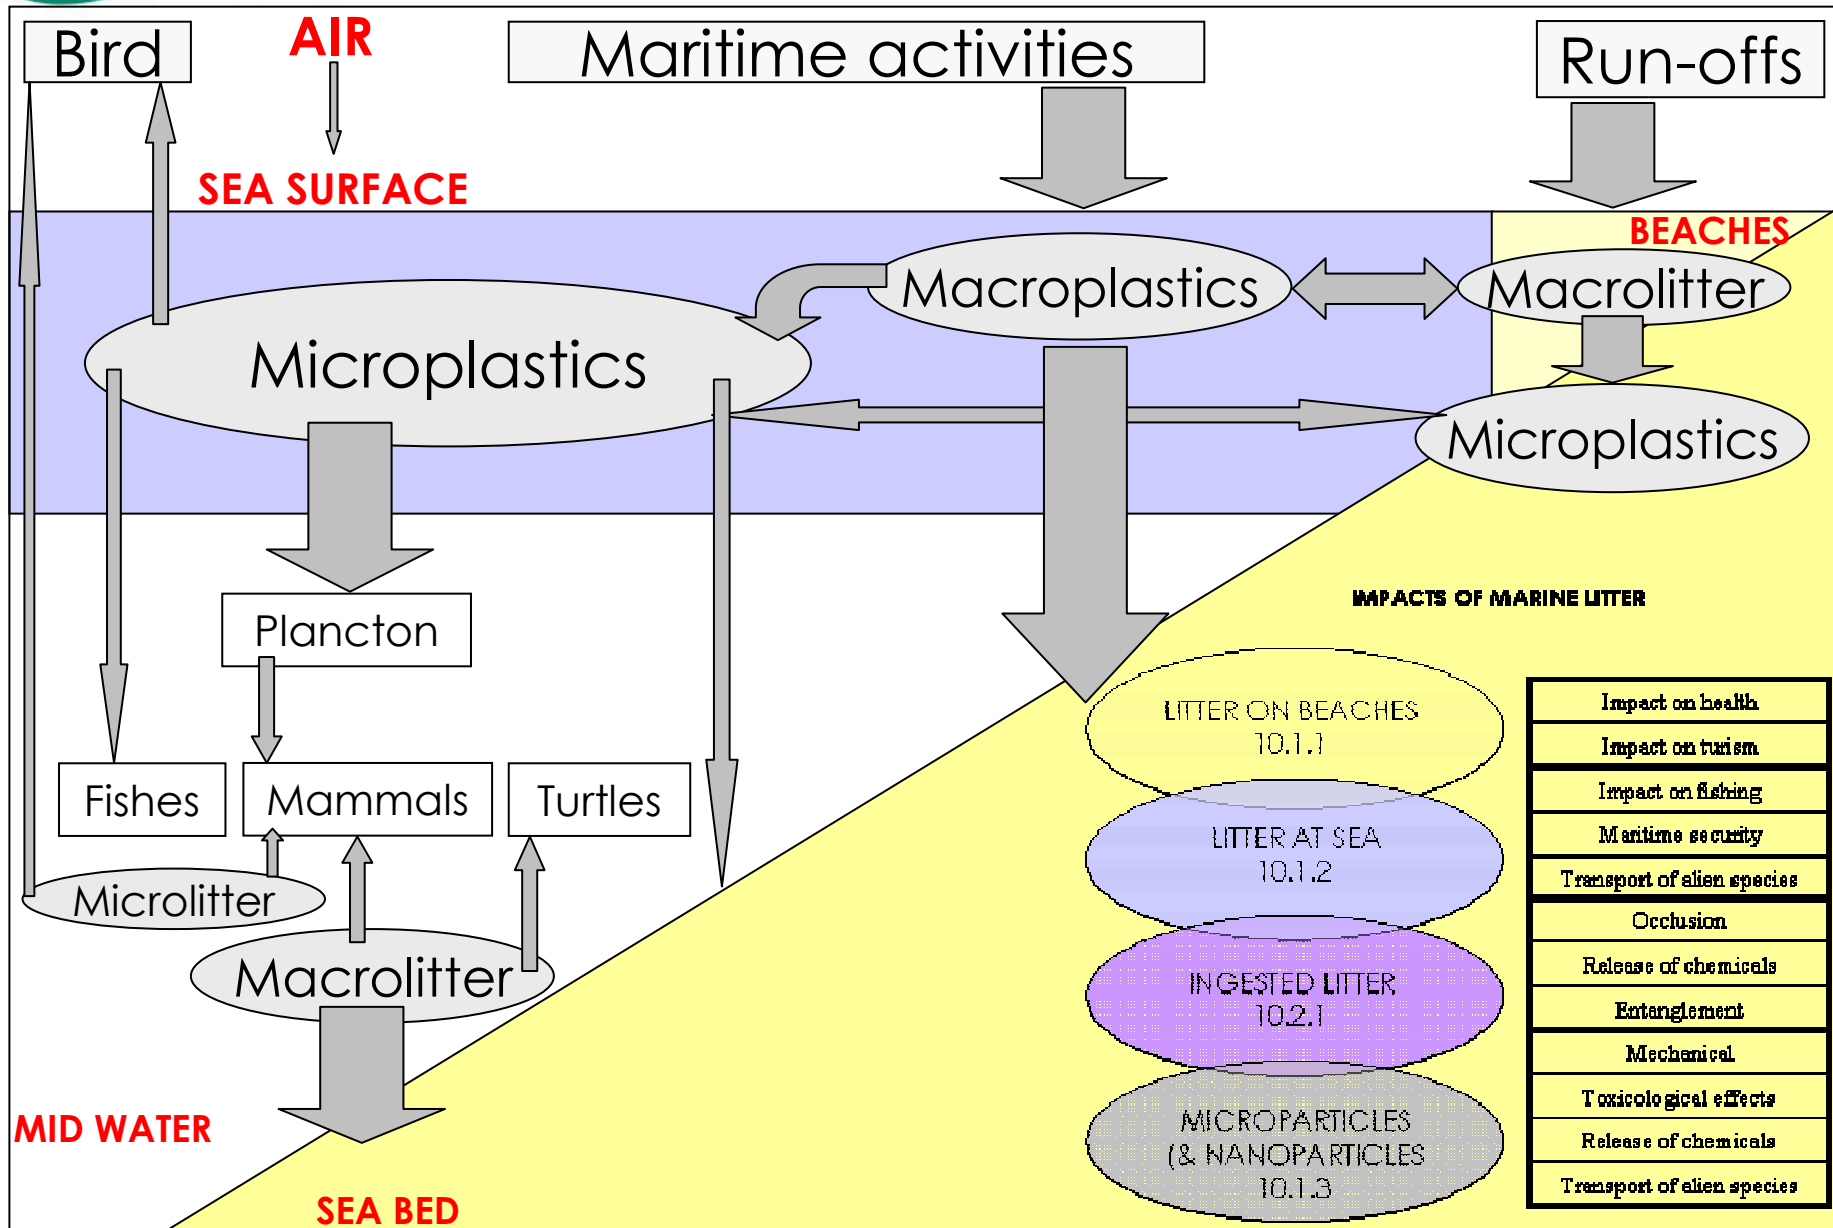 Bird
AIR
Maritime activities
Run-offs
SEA SURFACE
BEACHES
Macroplastics
Macrolitter
Microplastics
Microplastics
IMPACTS OF MARINE LITTER
Plancton
Fishes
Mammals
Turtles
Microlitter
Macrolitter
MID WATER
SEA BED
LITTER ON BEACHES
10.1.1
LITTER AT SEA
10.1.2
INGESTED LITTER
10.2.1
MICROPARTICLES
(& NANOPARTICLES
10.1.3
Impact on health
Impact on turism
Impact on fishing
Maritime security
Transport of alien species
Occlusion
Release of chemicals
Entanglement
Mechanical
Toxicological effects
Release of chemicals
Transport of alien species